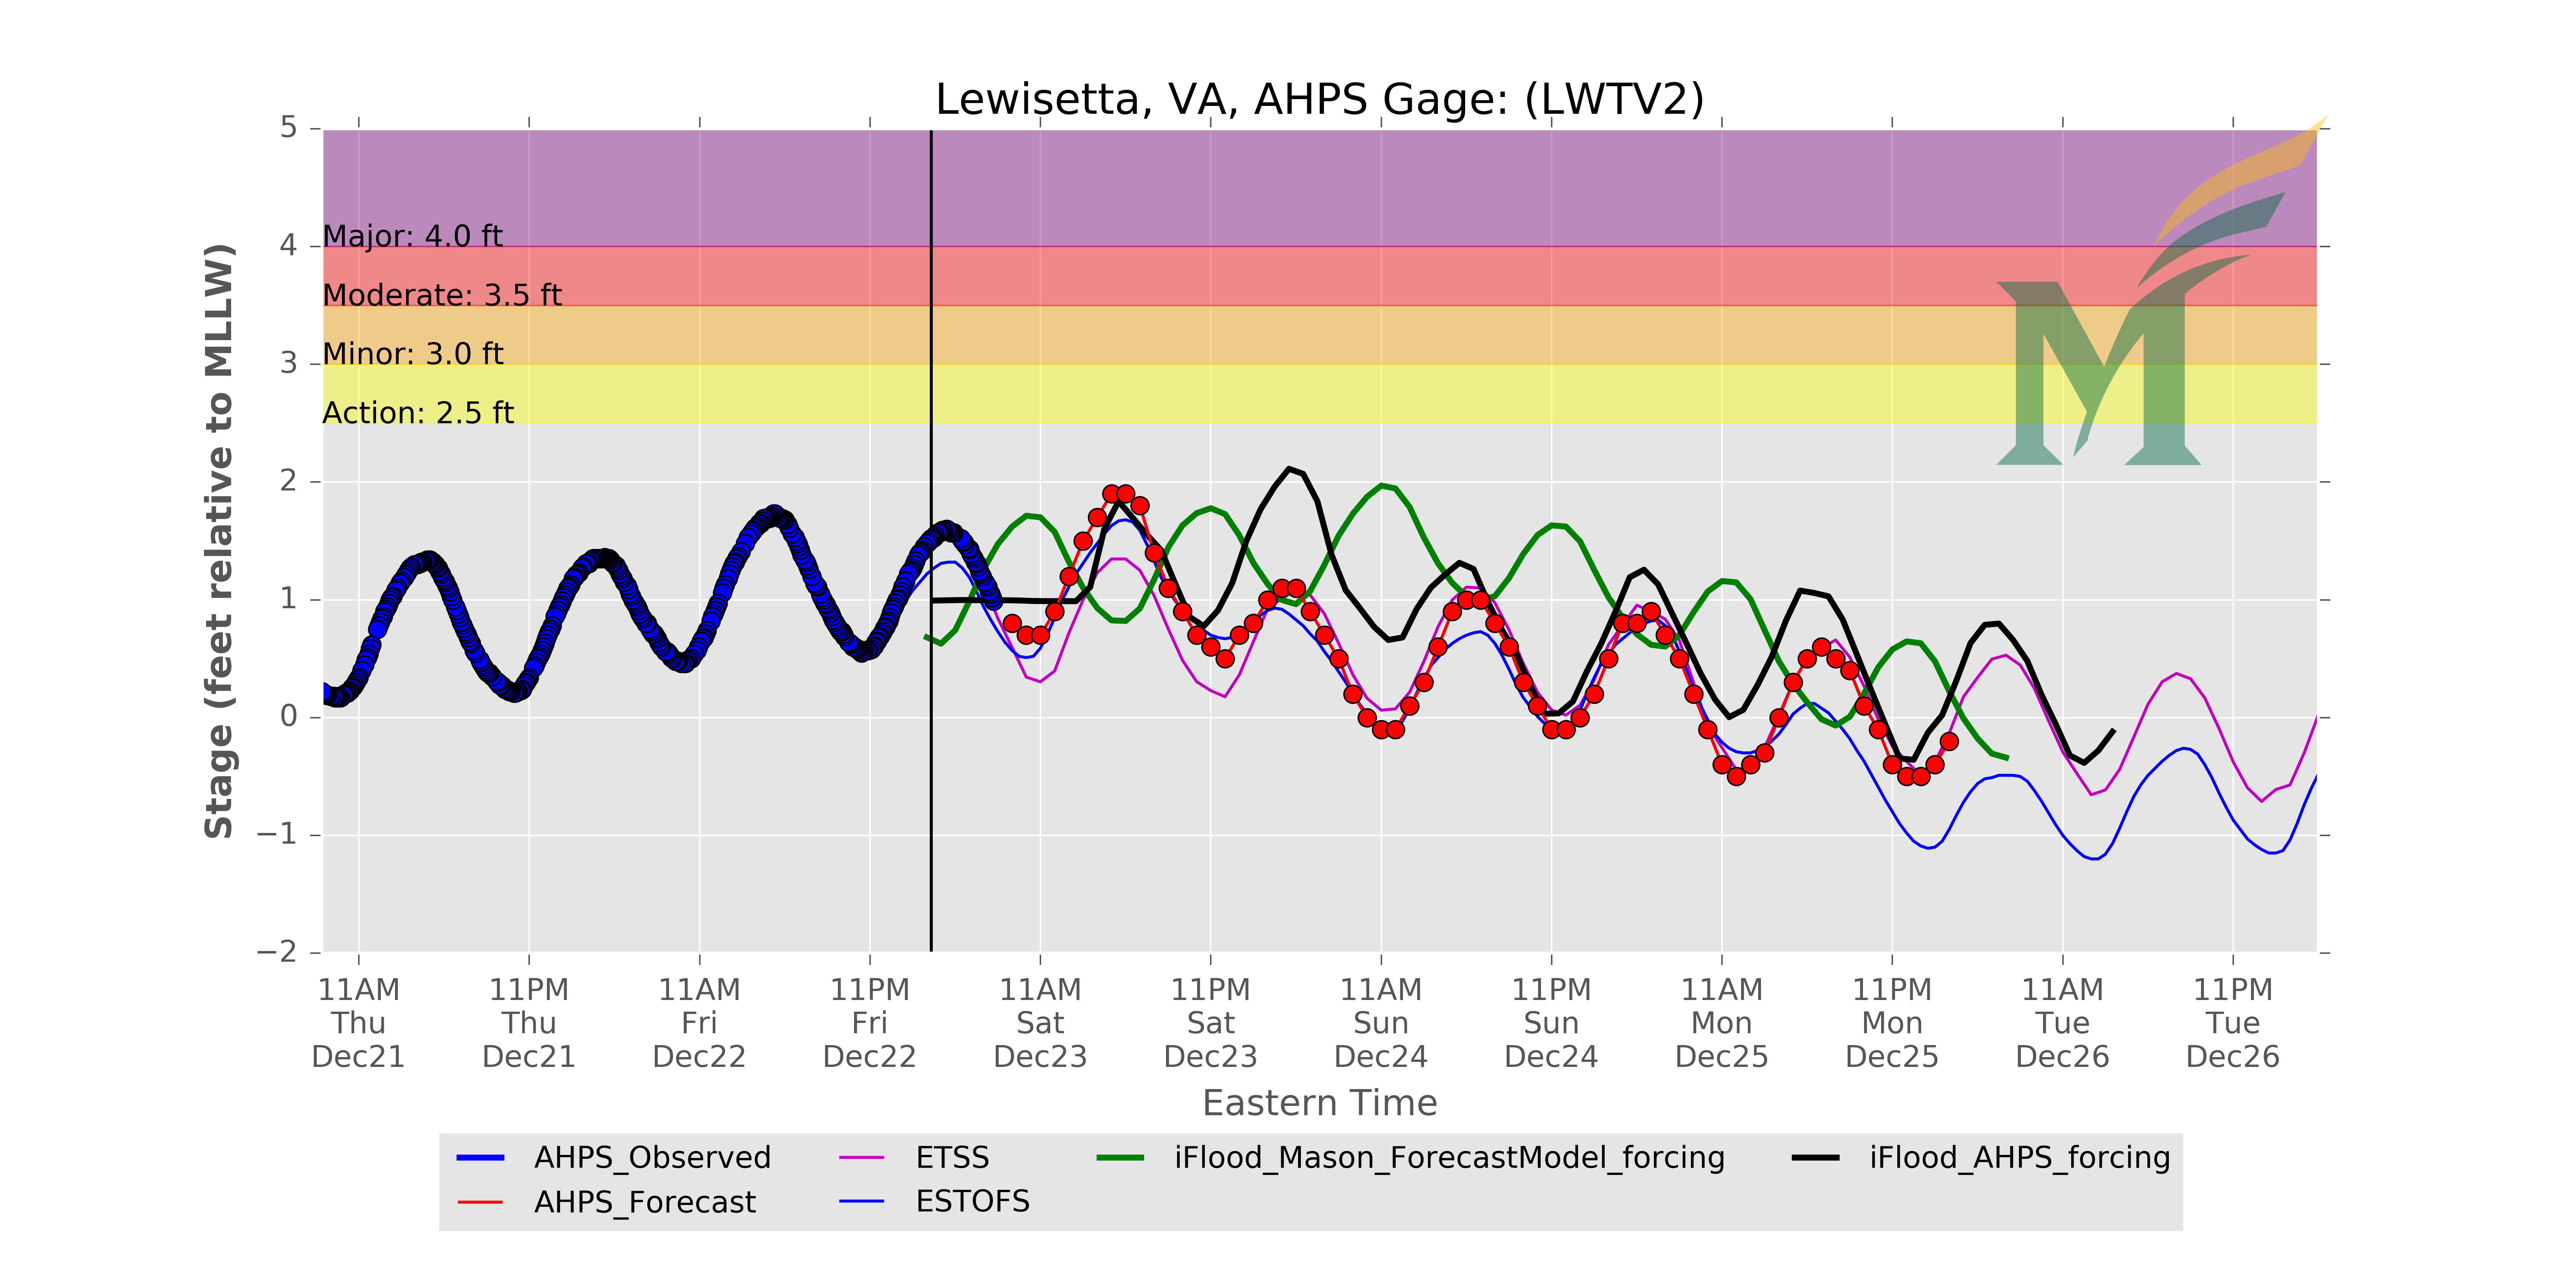 Lewisetta, VA, AHPS Gage: (LWTV2)
Stage (feet relative to MLLW)
5
4
3
2
1
0
−1
−2
Major: 4.0 ft
Moderate: 3.5 ft
Minor: 3.0 ft
Action: 2.5 ft
M
11AM Thu Dec21
11PM Thu Dec21
11AM Fri Dec22
11PM Fri Dec22
11AM Sat Dec23
11PM Sat Dec23
11AM Sun Dec24
11PM Sun Dec24
11AM Mon Dec25
11PM Mon Dec25
11AM Tue Dec26
11PM Tue Dec26
Eastern Time
AHPS_Observed
AHPS_Forecast
ETSS
ESTOFS
iFlood_Mason_ForecastModel_forcing
iFlood_AHPS_forcing